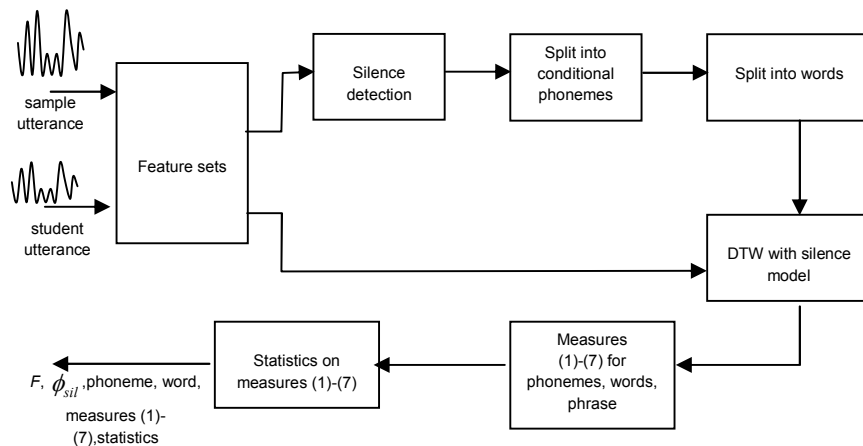 sample
utterance
student
utterance
Feature sets
Silence
detection
Split into
conditional
phonemes
Split into words
DTW with silence
model
Measures
(1)-(7) for
phonemes, words,
phrase
Statistics on
measures (1)-(7)
F, ϕsil ,phoneme, word,
measures (1)-
(7),statistics